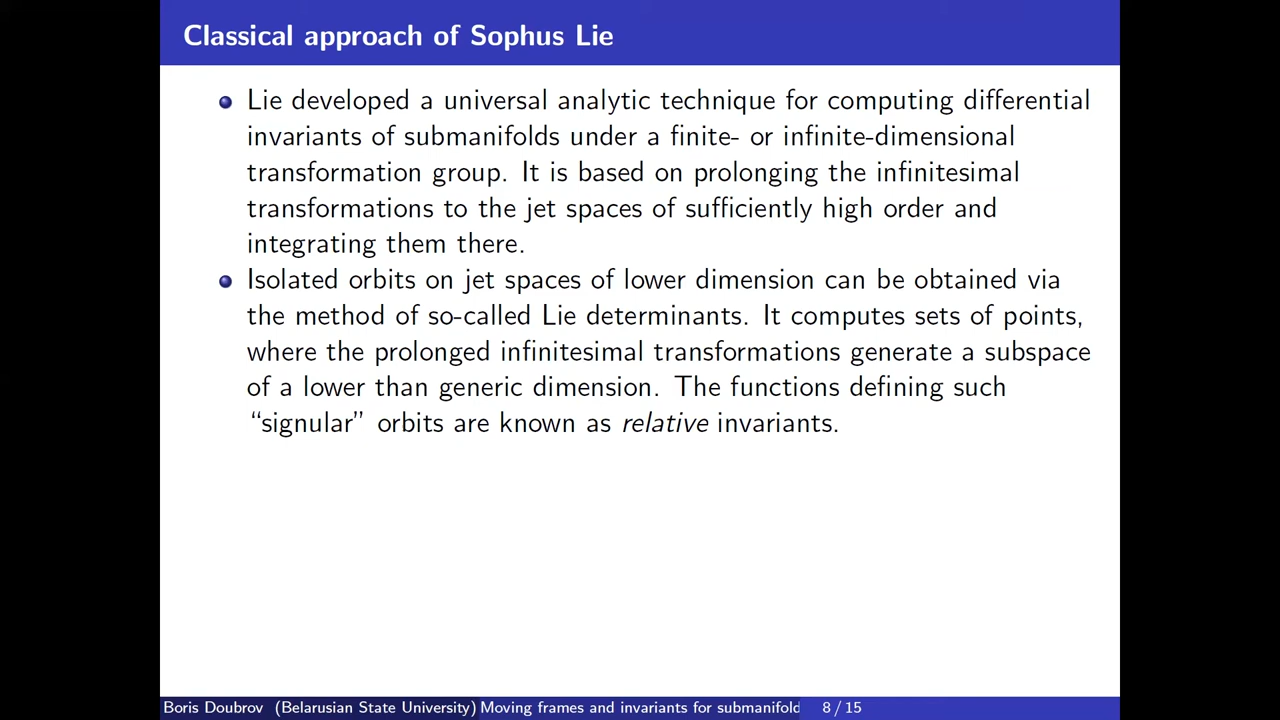 Classical approach of Sophus Lie
Lie developed a universal analytic technique for computing differential
invariants of submanifolds under a finite- or infinite-dimensional
transformation group. It is based on prolonging the infinitesimal
transformations to the jet spaces of sufficiently high order and
integrating them there.
Isolated orbits on jet spaces of lower dimension can be obtained via
the method of so-called Lie determinants. It computes sets of points,
where the prolonged infinitesimal transformations generate a subspace
of a lower than generic dimension. The functions defining such
“signular” orbits are known as relative invariants.
Boris Doubrov (Belarusian State University) Moving frames and invariants for submanifold 8 / 15